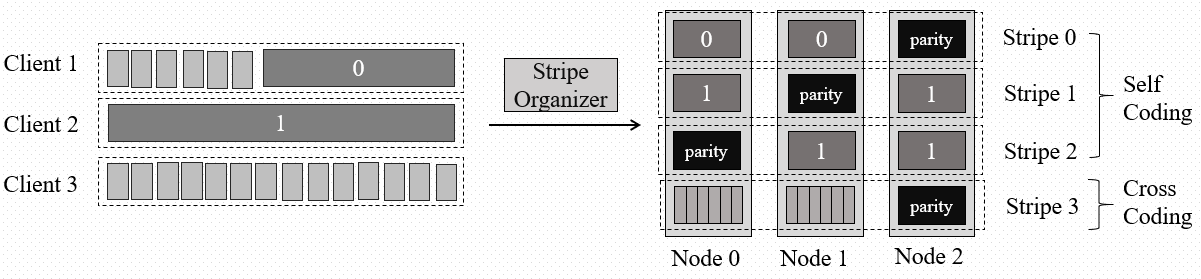 Client 1
0
Client 2
1
Client 3
Stripe
Organizer
0 0 parity Stripe 0
1 parity 1 Stripe 1
parity 1 1 Stripe 2
parity Stripe 3
Self
Coding
Cross
Coding
Node 0 Node 1 Node 2